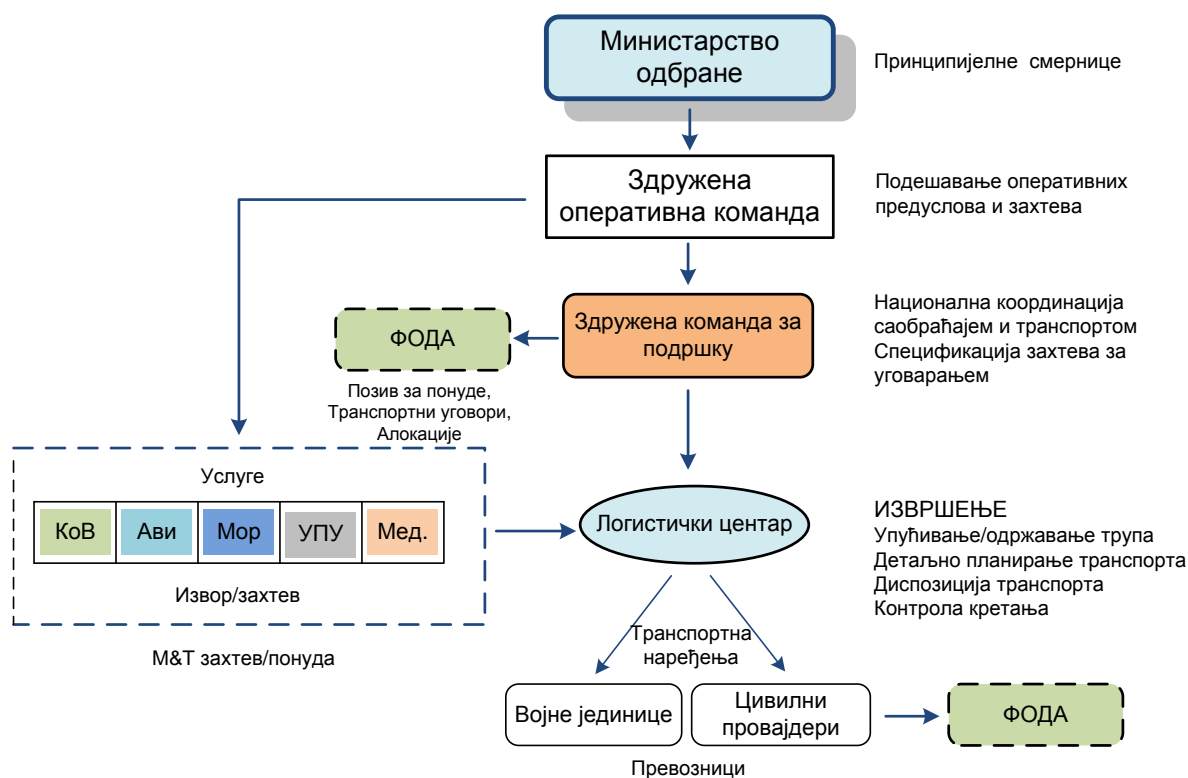 Министарство
одбране
Принципијелне смернице
Здружена
оперативна команда
Подешавање оперативних
предуслова и захтева
Здружена команда за
подршку
Национална координација
саобраћајем и транспортом
Спецификација захтева за
уговарањем
ФОДА
Позив за понуде,
Транспортни уговори,
Алокације
Услуге
КоВ Ави Мор УПУ Мед.
Извор/захтев
М&Т захтев/понуда
Логистички центар
ИЗВРШЕЊЕ
Упућивање/одржавање трупа
Детаљно планирање транспорта
Диспозиција транспорта
Контрола кретања
Транспортна
наређења
Војне јединице
Цивилни
провајдери
ФОДА
Превозници